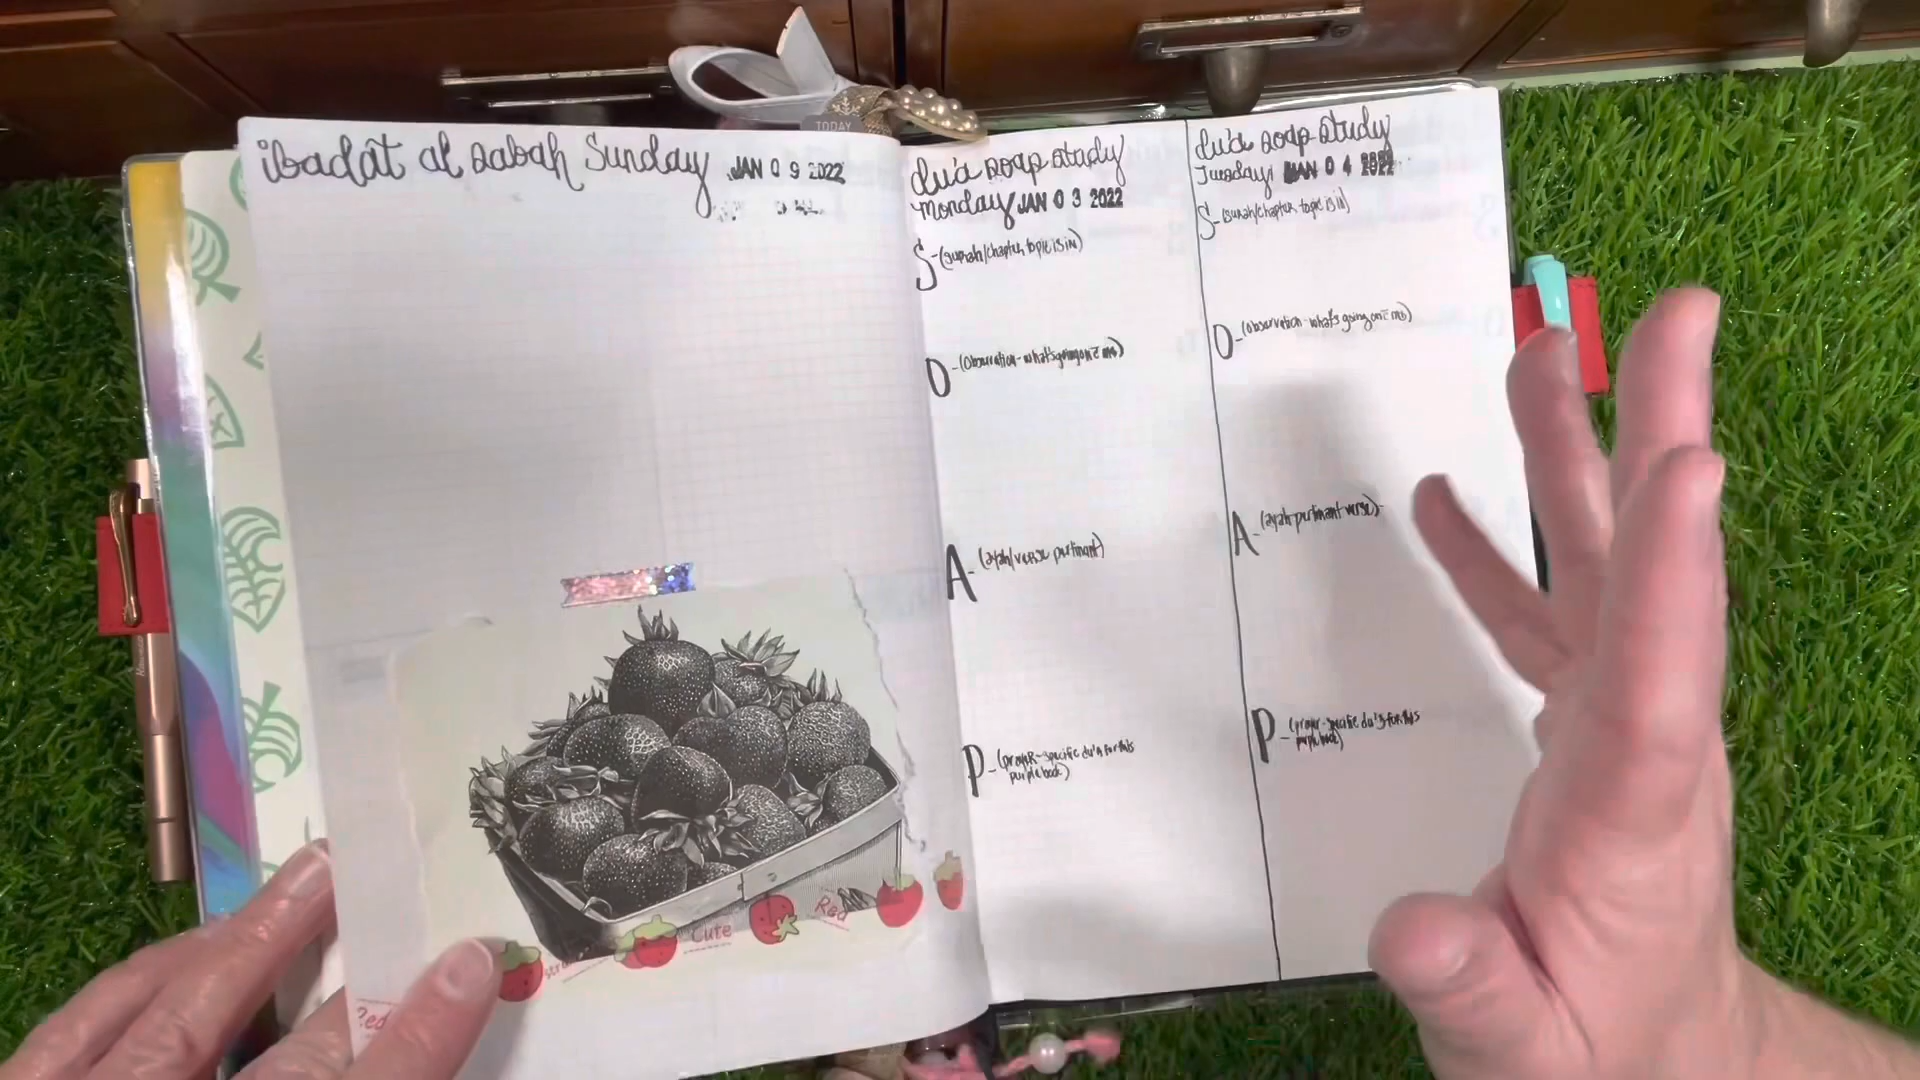 TODAY
ibadat al sabah Sunday JAN 0 9 2022
du'a soap study
Monday JAN 0 3 2022
S-(surah/chapter topic is in)
O-(Observation-what's going on c̄ me)
A-(ayah/verse pertinant)
P-(prayer-specific du'a for this
purple book)
du'a soap study
Tuesday JAN 0 4 2022
S-(surah/chapter topic is in)
O-(observation-what's going on c̄ me)
A-(ayah pertinant verse)
P-(prayer-specific du'a for this
purple book)
Cute
Red
Red